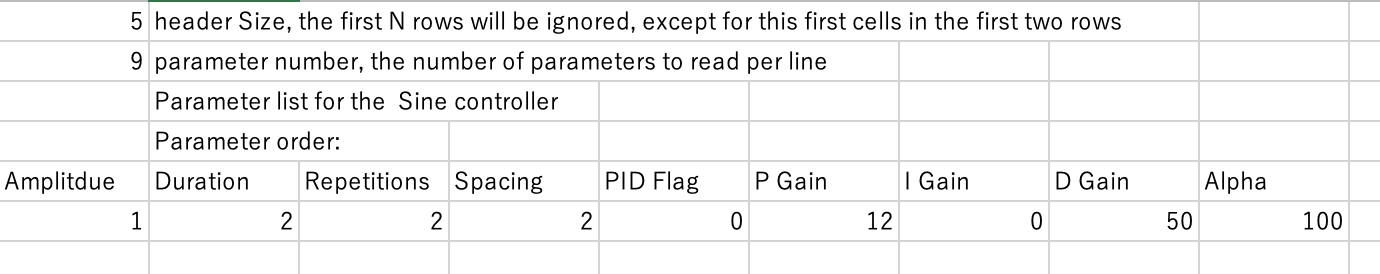 5 header Size, the first N rows will be ignored, except for this first cells in the first two rows
9 parameter number, the number of parameters to read per line
Parameter list for the  Sine controller
Parameter order:
Amplitdue Duration Repetitions Spacing PID Flag P Gain I Gain D Gain Alpha
1 2 2 2 0 12 0 50 100